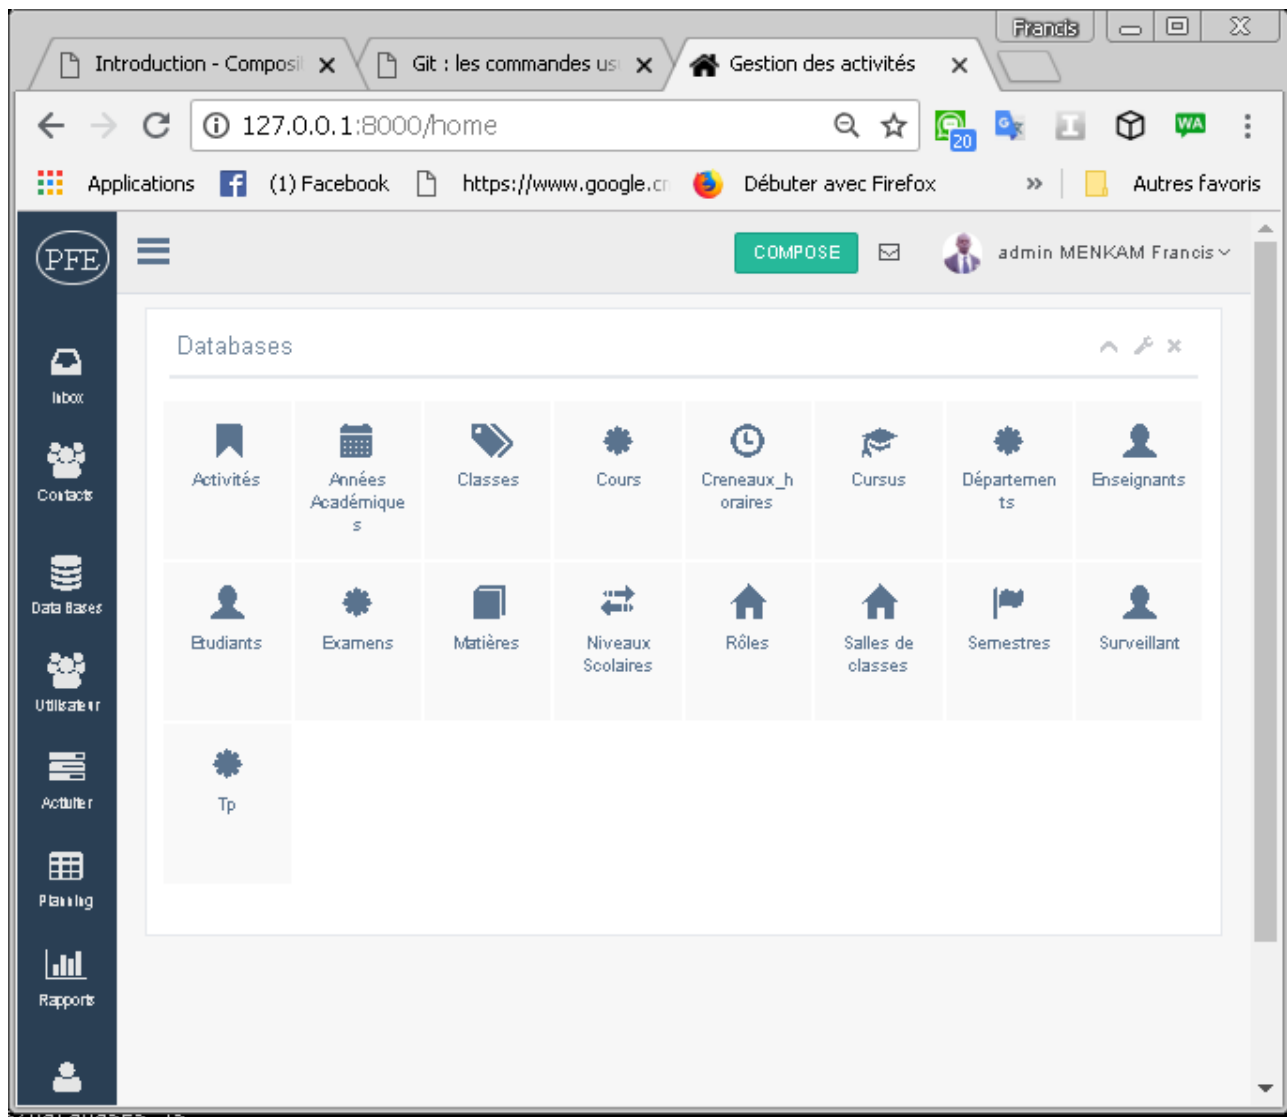 Francis
Introduction - Composi
Git : les commandes us
Gestion des activités
127.0.0.1:8000/home
20
WA
Applications
(1) Facebook
https://www.google.cn
Débuter avec Firefox
»
Autres favoris
PFE
COMPOSE
admin MENKAM Francis
Databases
Inbox
Contacts
Data Bases
Utilisateur
Activiter
Planning
Rapports
Activités
Années
Académique
s
Classes
Cours
Creneaux_h
oraires
Cursus
Départemen
ts
Enseignants
Etudiants
Examens
Matières
Niveaux
Scolaires
Rôles
Salles de
classes
Semestres
Surveillant
Tp